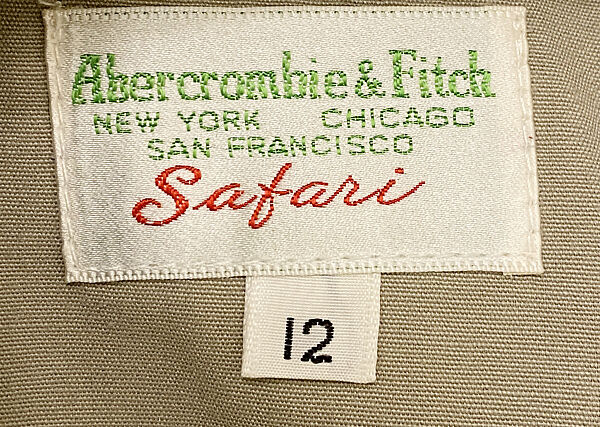 Abercrombie & Fitch
NEW YORK CHICAGO
SAN FRANCISCO
Safari
12